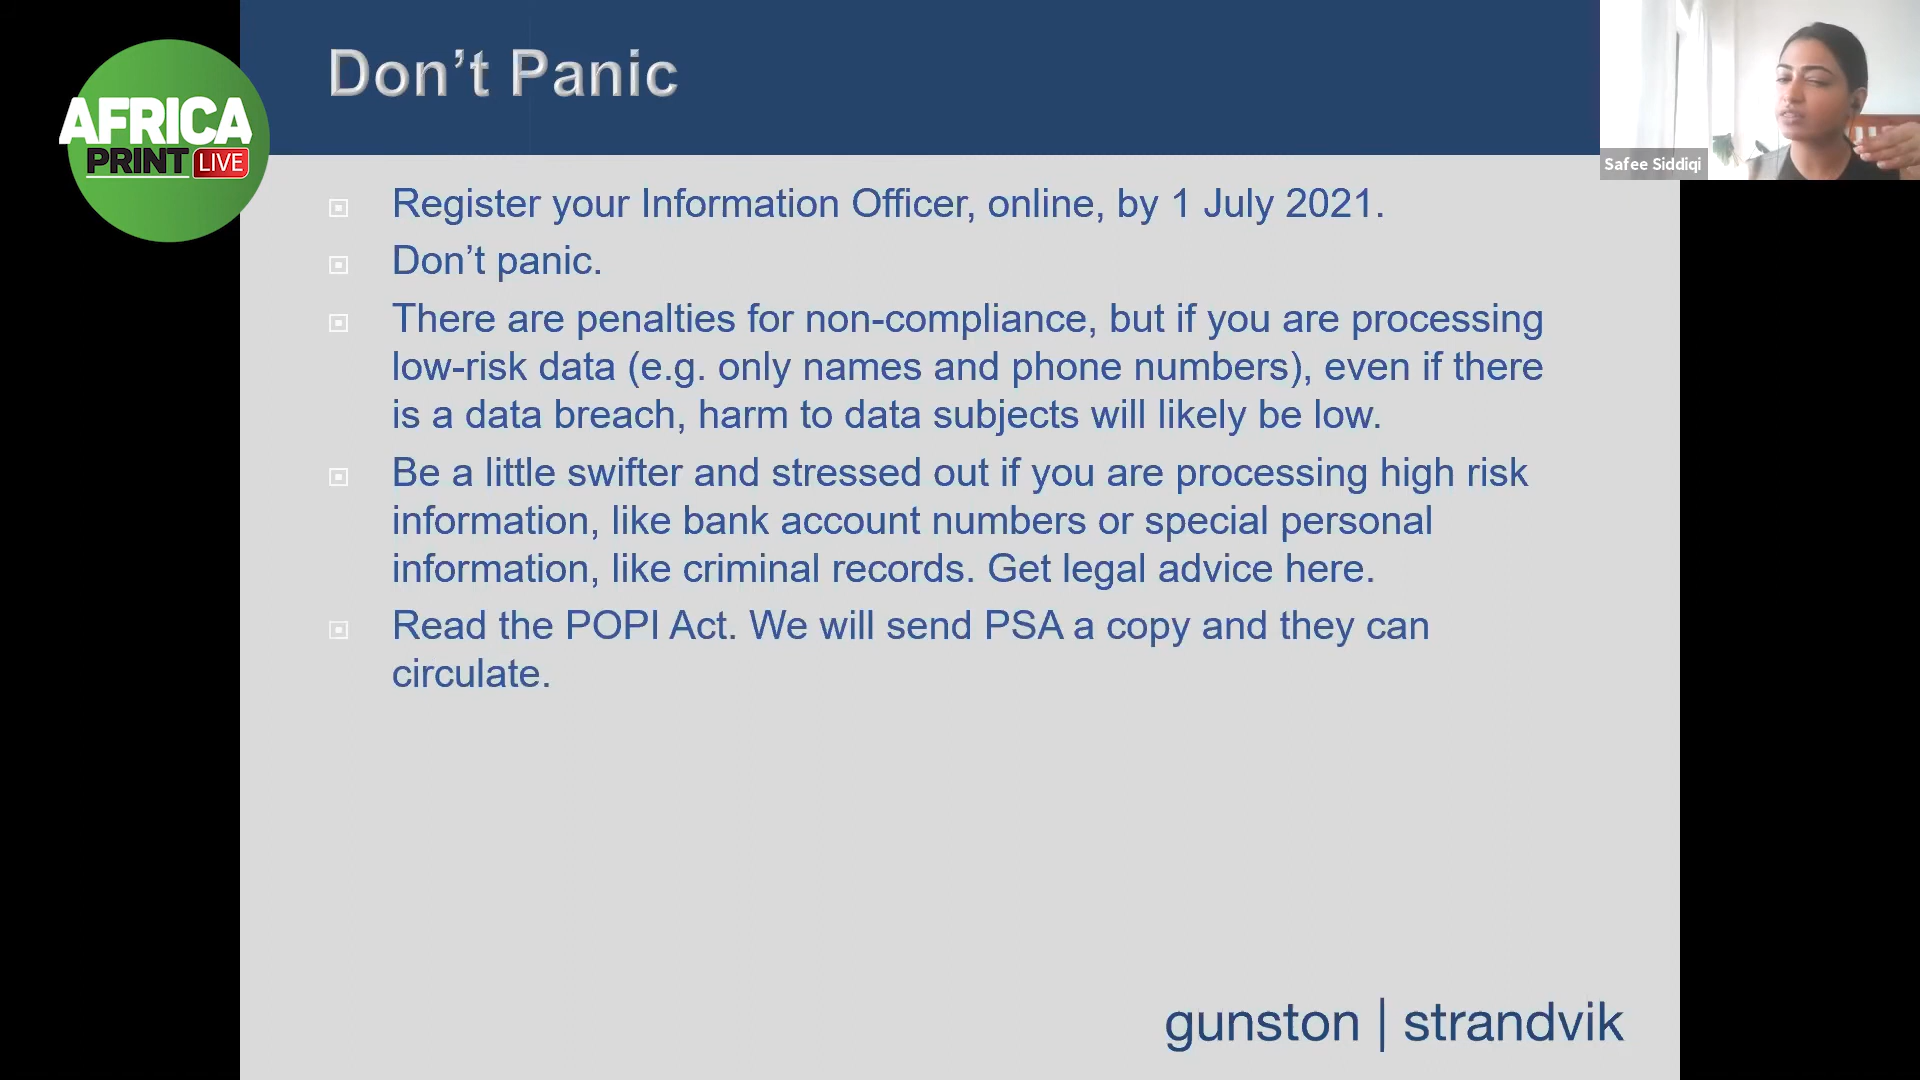 Don’t Panic
AFRICA
PRINT LIVE
Safee Siddiqi
Register your Information Officer, online, by 1 July 2021.
Don’t panic.
There are penalties for non-compliance, but if you are processing
low-risk data (e.g. only names and phone numbers), even if there
is a data breach, harm to data subjects will likely be low.
Be a little swifter and stressed out if you are processing high risk
information, like bank account numbers or special personal
information, like criminal records. Get legal advice here.
Read the POPI Act. We will send PSA a copy and they can
circulate.
gunston | strandvik